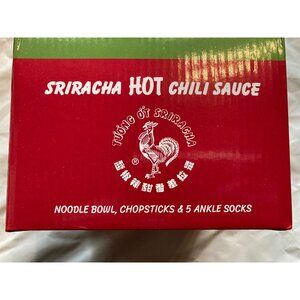 SRIRACHA HOT CHILI SAUCE
TƯƠNG ỚT SRIRACHA
®
NOODLE BOWL, CHOPSTICKS & 5 ANKLE SOCKS